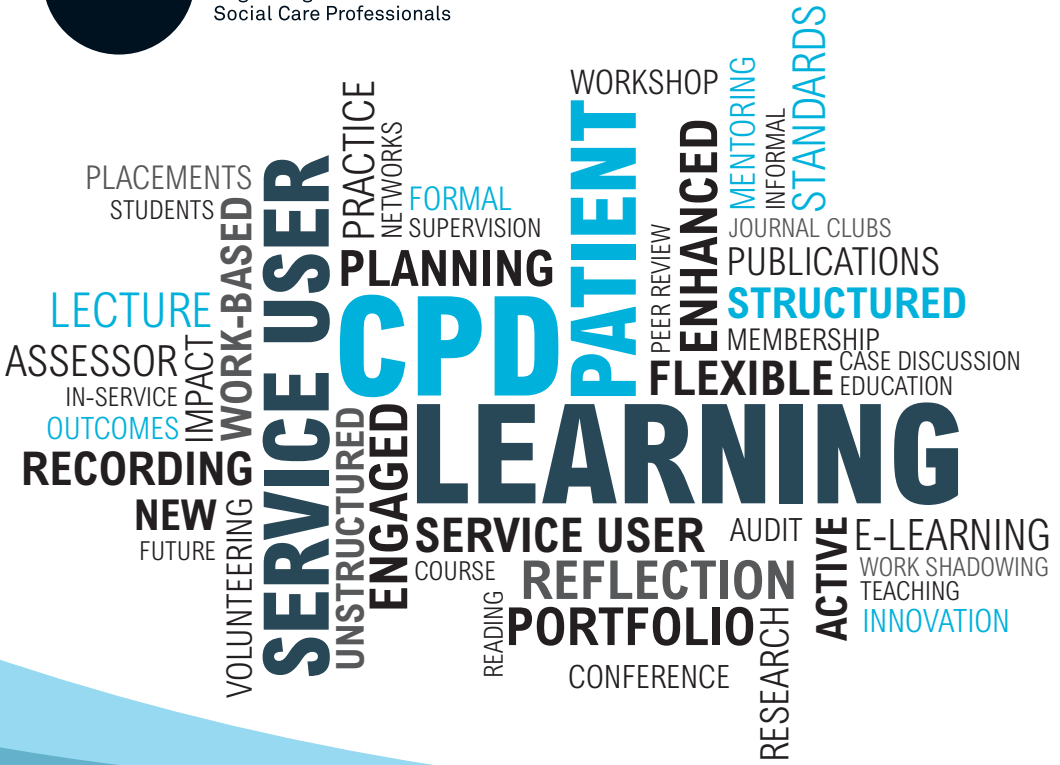 Social Care Professionals
WORKSHOP
MENTORING
STANDARDS
INFORMAL
PRACTICE
NETWORKS
PATIENT
ENHANCED
PLACEMENTS
STUDENTS
SERVICE USER
WORK-BASED
FORMAL
SUPERVISION
PLANNING
PEER REVIEW
JOURNAL CLUBS
PUBLICATIONS
STRUCTURED
MEMBERSHIP
LECTURE
CPD
ASSESSOR
IMPACT
FLEXIBLE
CASE DISCUSSION
EDUCATION
IN-SERVICE
OUTCOMES
UNSTRUCTURED
ENGAGED
LEARNING
RECORDING
NEW
FUTURE
VOLUNTEERING
SERVICE USER
AUDIT
ACTIVE
E-LEARNING
COURSE
REFLECTION
WORK SHADOWING
TEACHING
READING
PORTFOLIO
RESEARCH
INNOVATION
CONFERENCE